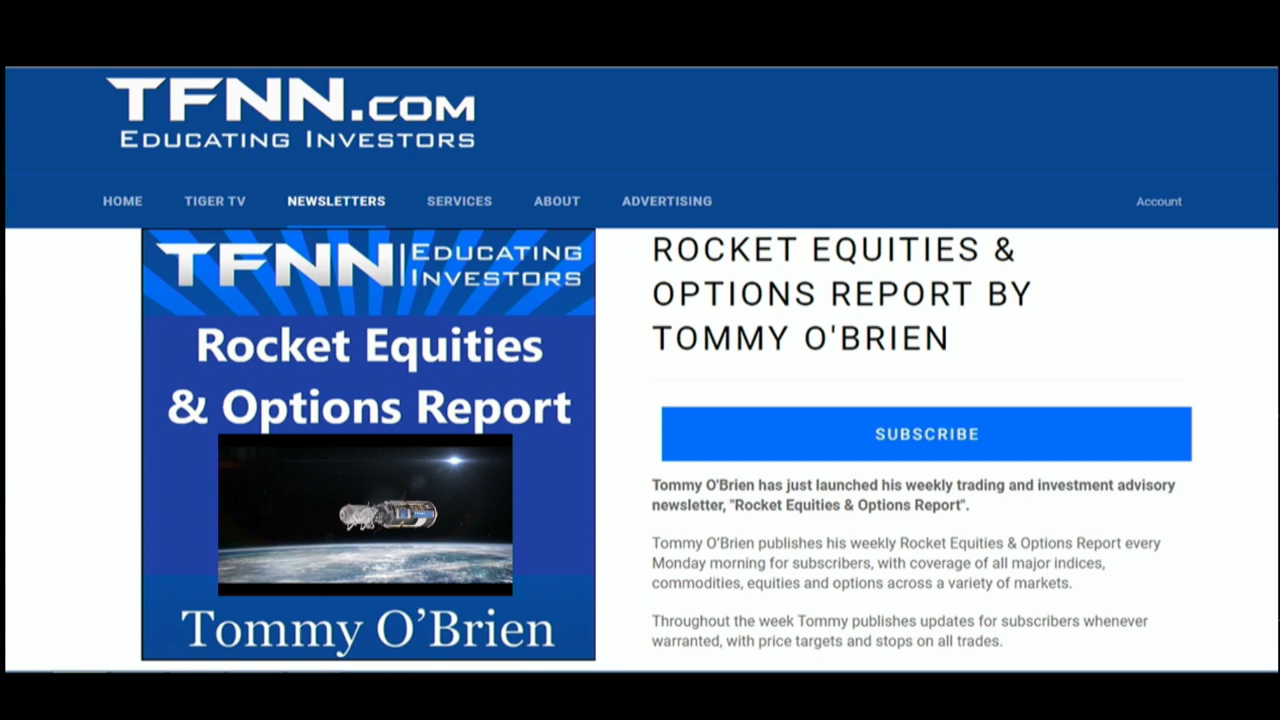 TFNN.COM
EDUCATING INVESTORS
HOME TIGER TV NEWSLETTERS SERVICES ABOUT ADVERTISING Account
TFNN|EDUCATING
INVESTORS
Rocket Equities
& Options Report
Tommy O’Brien
ROCKET EQUITIES &
OPTIONS REPORT BY
TOMMY O'BRIEN
SUBSCRIBE
Tommy O'Brien has just launched his weekly trading and investment advisory
newsletter, "Rocket Equities & Options Report".
Tommy O’Brien publishes his weekly Rocket Equities & Options Report every
Monday morning for subscribers, with coverage of all major indices,
commodities, equities and options across a variety of markets.
Throughout the week Tommy publishes updates for subscribers whenever
warranted, with price targets and stops on all trades.